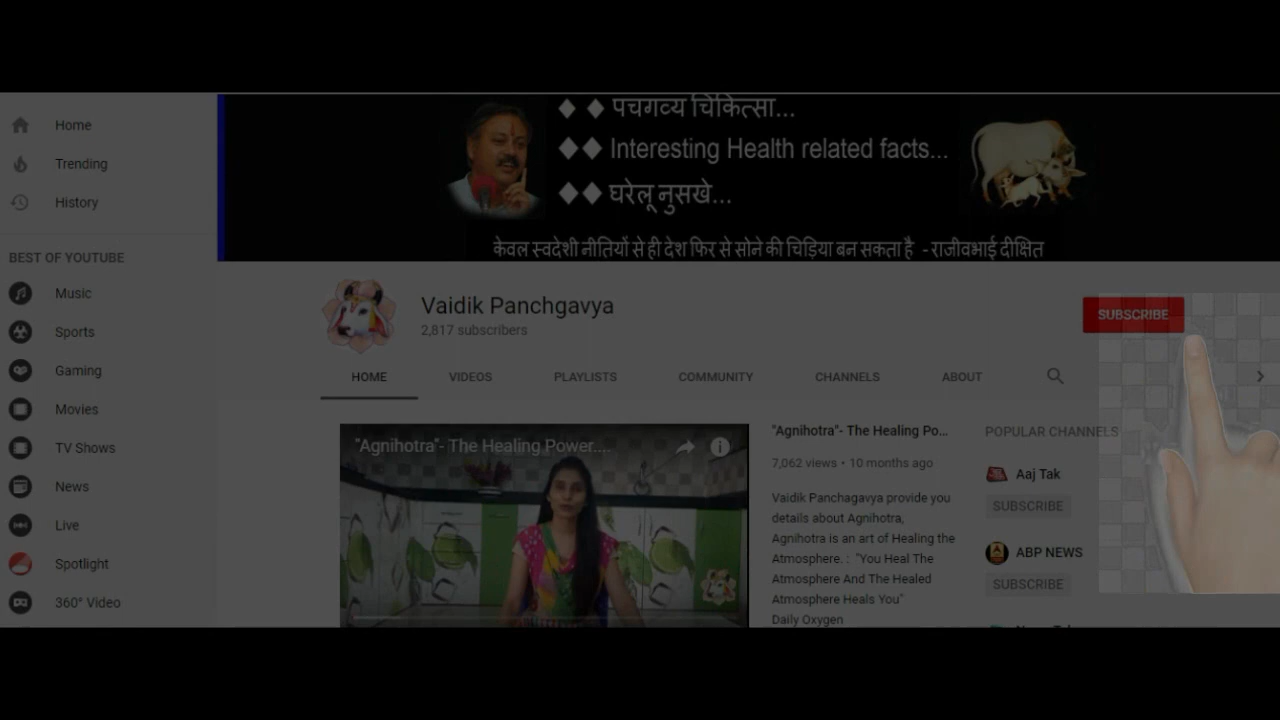 ◆ ◆ पचगव्य चिकित्सा...
◆◆ Interesting Health related facts...
◆◆ घरेलू नुसखे...
केवल स्वदेशी नीतियों से ही देश फिर से सोने की चिड़िया बन सकता है - राजीवभाई दीक्षित
Home
Trending
History
BEST OF YOUTUBE
Music
Sports
Gaming
Movies
TV Shows
News
Live
Spotlight
360° Video
Vaidik Panchgavya
2,817 subscribers
SUBSCRIBE
HOME VIDEOS PLAYLISTS COMMUNITY CHANNELS ABOUT
"Agnihotra"- The Healing Power....
"Agnihotra"- The Healing Po...
7,062 views • 10 months ago
Vaidik Panchagavya provide you
details about Agnihotra,
Agnihotra is an art of Healing the
Atmosphere. : "You Heal The
Atmosphere And The Healed
Atmosphere Heals You"
Daily Oxygen
POPULAR CHANNELS
Aaj Tak
SUBSCRIBE
ABP NEWS
SUBSCRIBE